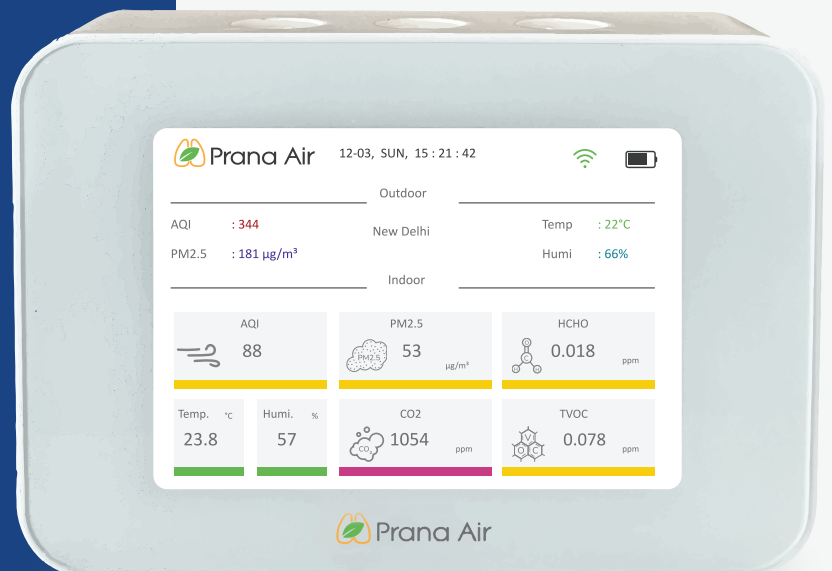 Prana Air 12-03, SUN, 15 : 21 : 42
Outdoor
AQI : 344
New Delhi
Temp : 22°C
PM2.5 : 181 µg/m³
Humi : 66%
Indoor
AQI
88
PM2.5
PM2.5
53
µg/m³
HCHO
O
C
H H
0.018
ppm
Temp. °C
23.8
Humi. %
57
CO2
CO₂
1054
ppm
TVOC
V
O C
0.078
ppm
Prana Air